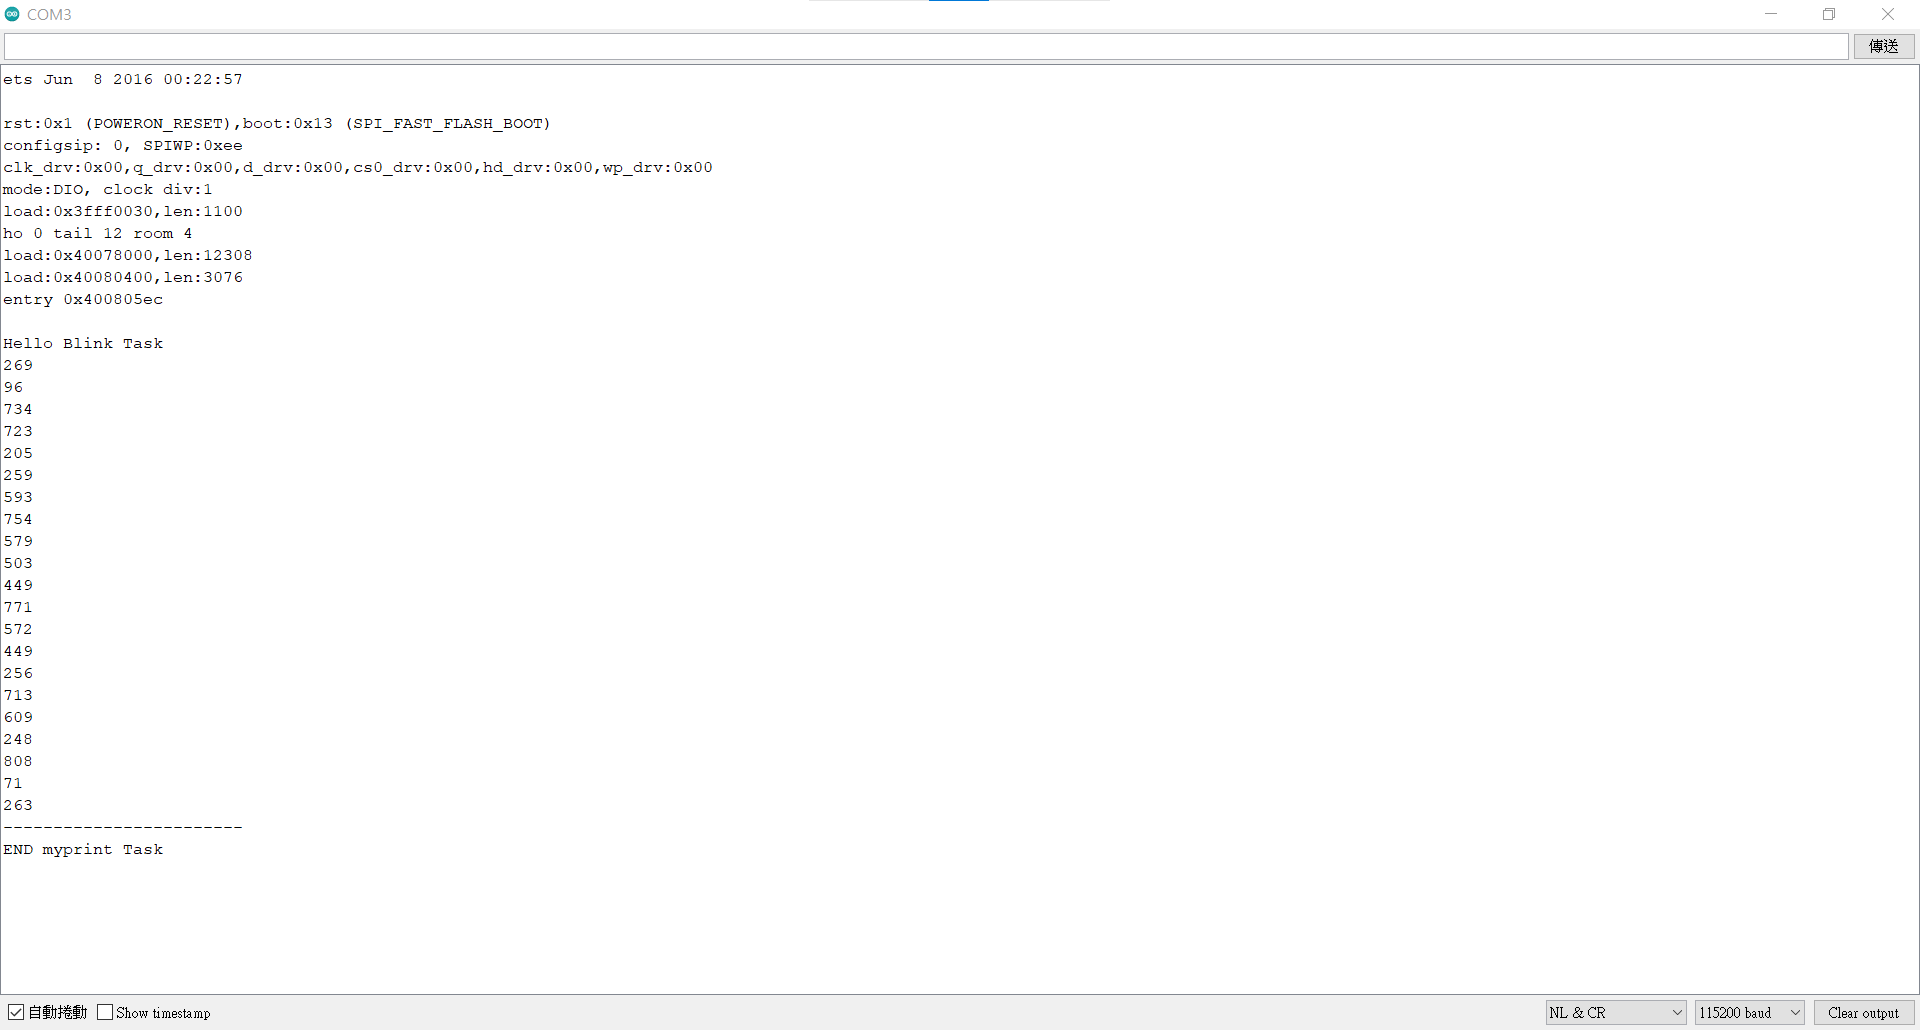 COM3
傳送
ets Jun  8 2016 00:22:57
rst:0x1 (POWERON_RESET),boot:0x13 (SPI_FAST_FLASH_BOOT)
configsip: 0, SPIWP:0xee
clk_drv:0x00,q_drv:0x00,d_drv:0x00,cs0_drv:0x00,hd_drv:0x00,wp_drv:0x00
mode:DIO, clock div:1
load:0x3fff0030,len:1100
ho 0 tail 12 room 4
load:0x40078000,len:12308
load:0x40080400,len:3076
entry 0x400805ec
Hello Blink Task
269
96
734
723
205
259
593
754
579
503
449
771
572
449
256
713
609
248
808
71
263
------------------------
END myprint Task
自動捲動 Show timestamp NL & CR 115200 baud Clear output